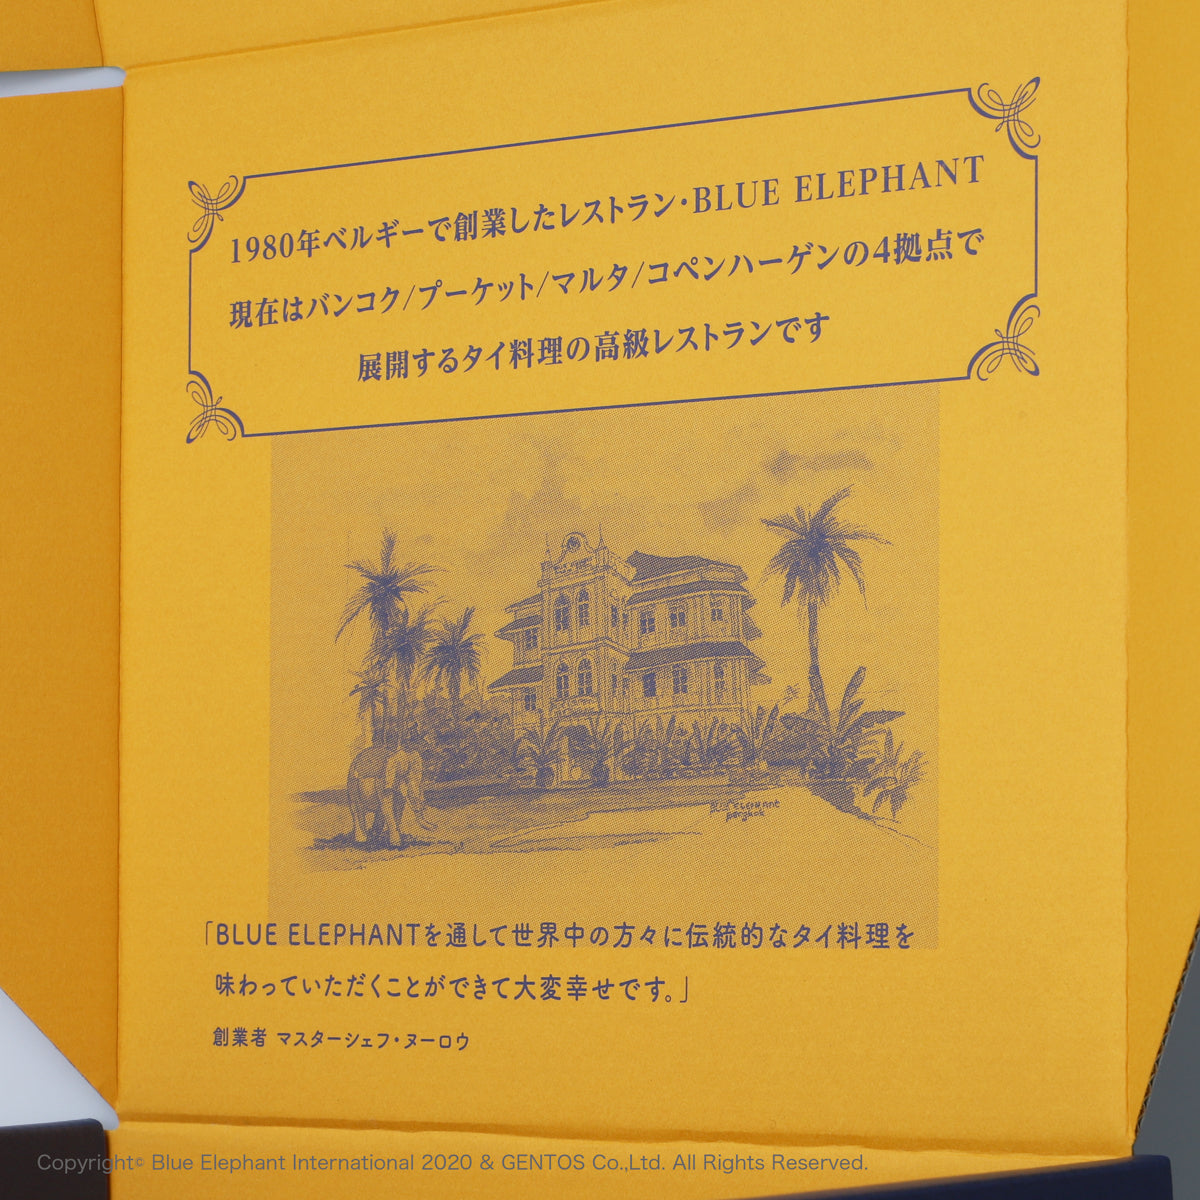 1980年ベルギーで創業したレストラン・BLUE ELEPHANT
現在はバンコク/プーケット/マルタ/コペンハーゲンの4拠点で
展開するタイ料理の高級レストランです
BLUE ELEPHANT
bangkok
「BLUE ELEPHANTを通して世界中の方々に伝統的なタイ料理を
味わっていただくことができて大変幸せです。」
創業者 マスターシェフ・ヌーロウ
Copyright© Blue Elephant International 2020 & GENTOS Co.,Ltd. All Rights Reserved.